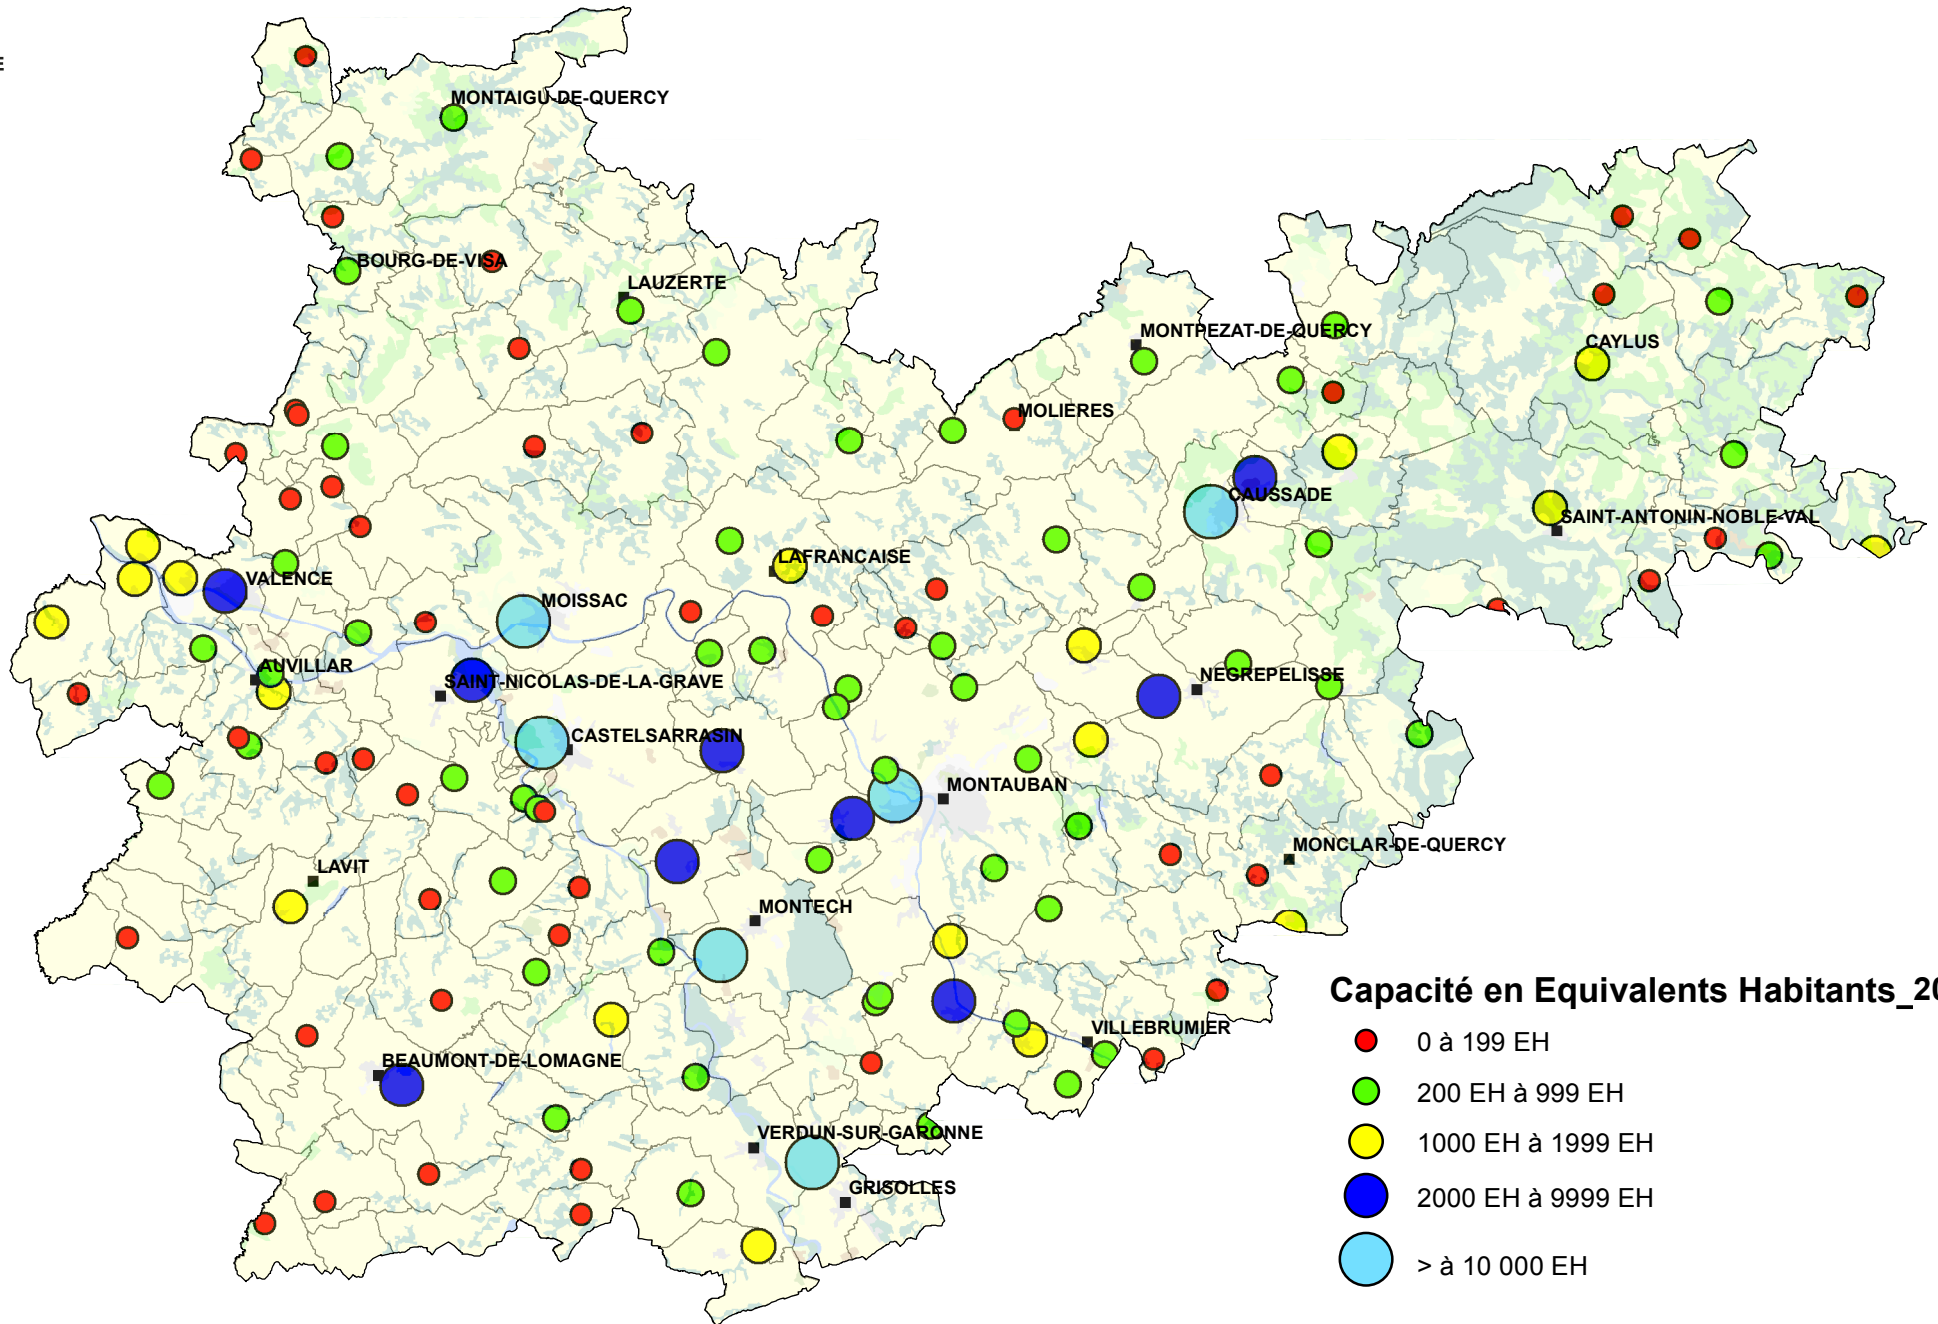 E
MONTAIGU-DE-QUERCY
BOURG-DE-VISA
LAUZERTE
MONTPEZAT-DE-QUERCY
CAYLUS
MOLIERES
CAUSSADE
SAINT-ANTONIN-NOBLE-VAL
LAFRANCAISE
VALENCE
MOISSAC
AUVILLAR
SAINT-NICOLAS-DE-LA-GRAVE
NEGREPELISSE
CASTELSARRASIN
MONTAUBAN
MONCLAR-DE-QUERCY
LAVIT
MONTECH
VILLEBRUMIER
BEAUMONT-DE-LOMAGNE
VERDUN-SUR-GARONNE
GRISOLLES
Capacité en Equivalents Habitants_20
0 à 199 EH
200 EH à 999 EH
1000 EH à 1999 EH
2000 EH à 9999 EH
> à 10 000 EH